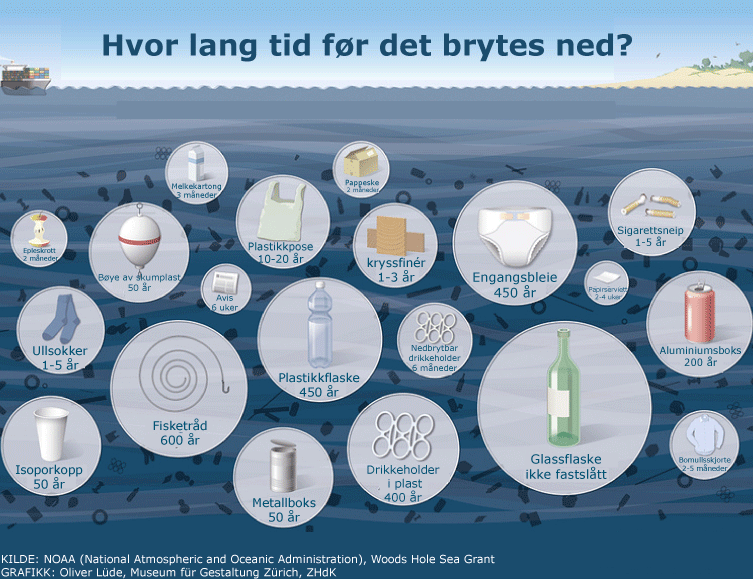 Hvor lang tid før det brytes ned?
Melkekartong
3 måneder
Pappeske
2 måneder
Epleskrott
2 måneder
Bøye av skumplast
50 år
Plastikkpose
10-20 år
kryssfinér
1-3 år
Engangsbleie
450 år
Sigarettsneip
1-5 år
Avis
6 uker
Papirserviett
2-4 uker
Ullsokker
1-5 år
Fisketråd
600 år
Plastikkflaske
450 år
Nedbrytbar
drikkeholder
6 måneder
Glassflaske
ikke fastslått
Aluminiumsboks
200 år
Isoporkopp
50 år
Metallboks
50 år
Drikkeholder
i plast
400 år
Bomullsskjorte
2-5 måneder
KILDE: NOAA (National Atmospheric and Oceanic Administration), Woods Hole Sea Grant
GRAFIKK: Oliver Lüde, Museum für Gestaltung Zürich, ZHdK